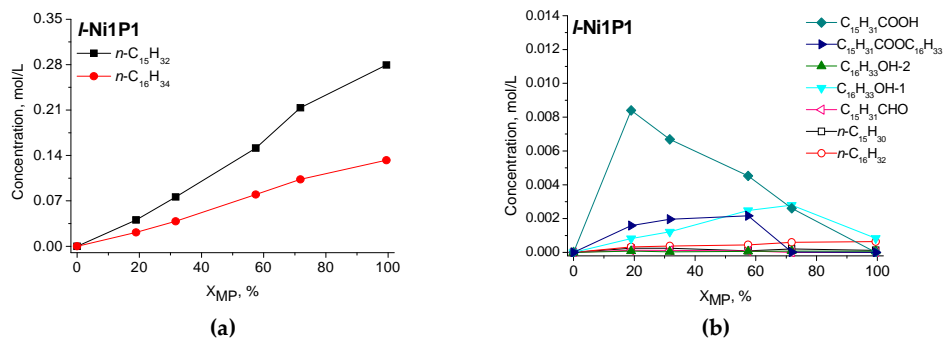 I-Ni1P1
n-C15H32
n-C16H34
0.35
0.28
0.21
0.14
0.07
0.00
Concentration, mol/L
0 20 40 60 80 100
XMP, %
(a)
I-Ni1P1
C15H31COOH
C15H31COOC16H33
C16H33OH-2
C16H33OH-1
C15H31CHO
n-C15H30
n-C16H32
0.014
0.012
0.010
0.008
0.006
0.004
0.002
0.000
Concentration, mol/L
0 20 40 60 80 100
XMP, %
(b)